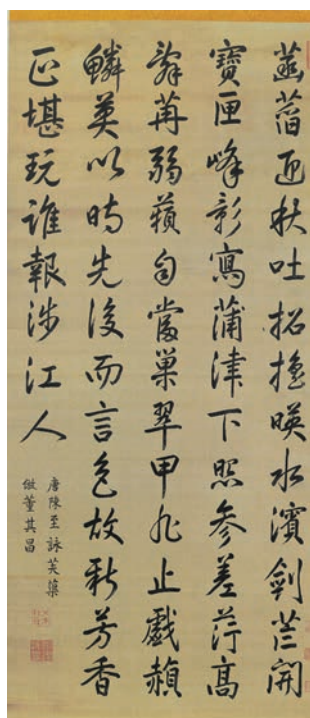 菡萏迎秋吐招搖暎水濱劍芒開
寶匣峰影寫蒲津下照參差荇高
辭苒弱蘋自當巢翠甲非止戲赬
鱗莫以時先後而言色故新芳香
正堪玩誰報涉江人
唐陳至詠芙蕖
倣董其昌